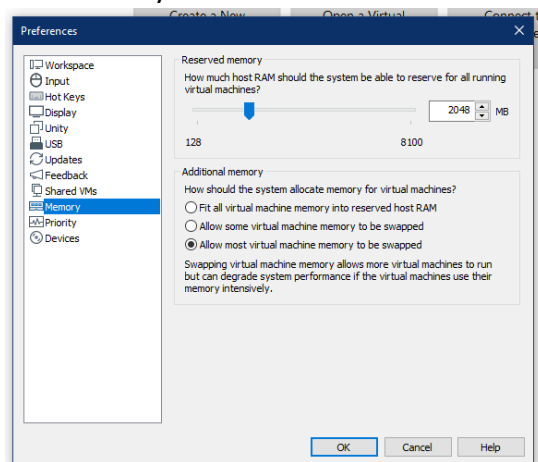 Create a New Open a Virtual Connect t
Preferences
Workspace
Input
Hot Keys
Display
Unity
USB
Updates
Feedback
Shared VMs
Memory
Priority
Devices
Reserved memory
How much host RAM should the system be able to reserve for all running
virtual machines?
2048 MB
128 8100
Additional memory
How should the system allocate memory for virtual machines?
Fit all virtual machine memory into reserved host RAM
Allow some virtual machine memory to be swapped
Allow most virtual machine memory to be swapped
Swapping virtual machine memory allows more virtual machines to run
but can degrade system performance if the virtual machines use their
memory intensively.
OK Cancel Help